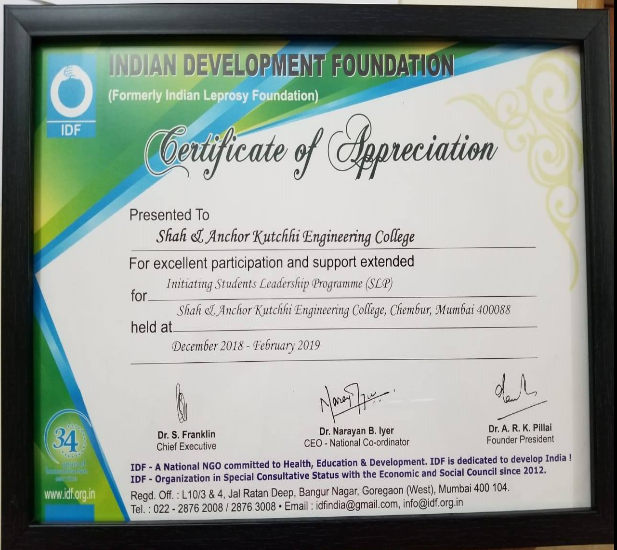 INDIAN DEVELOPMENT FOUNDATION
(Formerly Indian Leprosy Foundation)
IDF
Certificate of Appreciation
Presented To
Shah & Anchor Kutchhi Engineering College
For excellent participation and support extended
Initiating Students Leadership Programme (SLP)
for
Shah & Anchor Kutchhi Engineering College, Chembur, Mumbai 400088
held at
December 2018 - February 2019
Dr. S. Franklin
Chief Executive
Dr. Narayan B. Iyer
CEO - National Co-ordinator
Dr. A. R. K. Pillai
Founder President
34
www.idf.org.in
IDF - A National NGO committed to Health, Education & Development. IDF is dedicated to develop India !
IDF - Organization in Special Consultative Status with the Economic and Social Council since 2012.
Regd. Off. : L10/3 & 4, Jal Ratan Deep, Bangur Nagar, Goregaon (West), Mumbai 400 104.
Tel. : 022 - 2876 2008 / 2876 3008 • Email : idfindia@gmail.com, info@idf.org.in